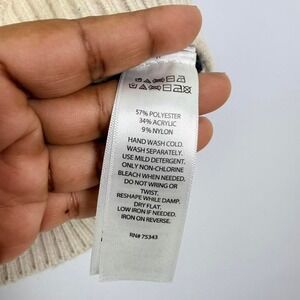 57% POLYESTER
34% ACRYLIC
9% NYLON
HAND WASH COLD.
WASH SEPARATELY.
USE MILD DETERGENT.
ONLY NON-CHLORINE
BLEACH WHEN NEEDED.
DO NOT WRING OR
TWIST.
RESHAPE WHILE DAMP.
DRY FLAT.
LOW IRON IF NEEDED.
IRON ON REVERSE.
RN# 75343